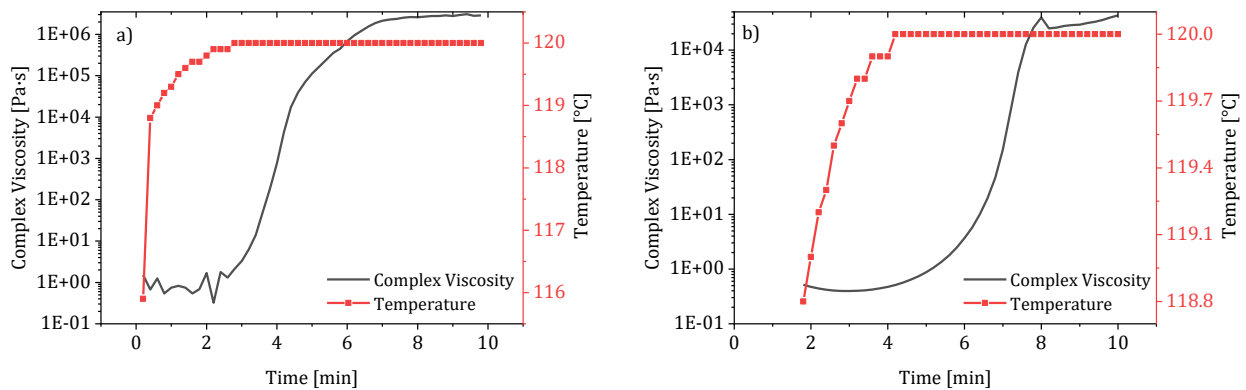 a)
1E+06
1E+05
1E+04
1E+03
1E+02
1E+01
1E+00
1E-01
Complex Viscosity [Pa·s]
0 2 4 6 8 10
Time [min]
120
119
118
117
116
Temperature [°C]
Complex Viscosity
Temperature
b)
1E+04
1E+03
1E+02
1E+01
1E+00
1E-01
Complex Viscosity [Pa·s]
0 2 4 6 8 10
Time [min]
120.0
119.7
119.4
119.1
118.8
Temperature [°C]
Complex Viscosity
Temperature